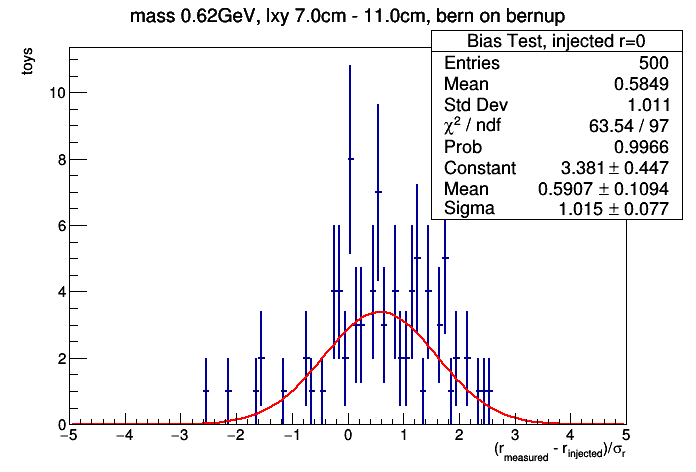 mass 0.62GeV, lxy 7.0cm - 11.0cm, bern on bernup
Bias Test, injected r=0
Entries 500
Mean 0.5849
Std Dev 1.011
χ² / ndf 63.54 / 97
Prob 0.9966
Constant 3.381 ± 0.447
Mean 0.5907 ± 0.1094
Sigma 1.015 ± 0.077
toys
10
8
6
4
2
0
−5 −4 −3 −2 −1 0 1 2 3 4 5
(r_measured - r_injected)/σ_r